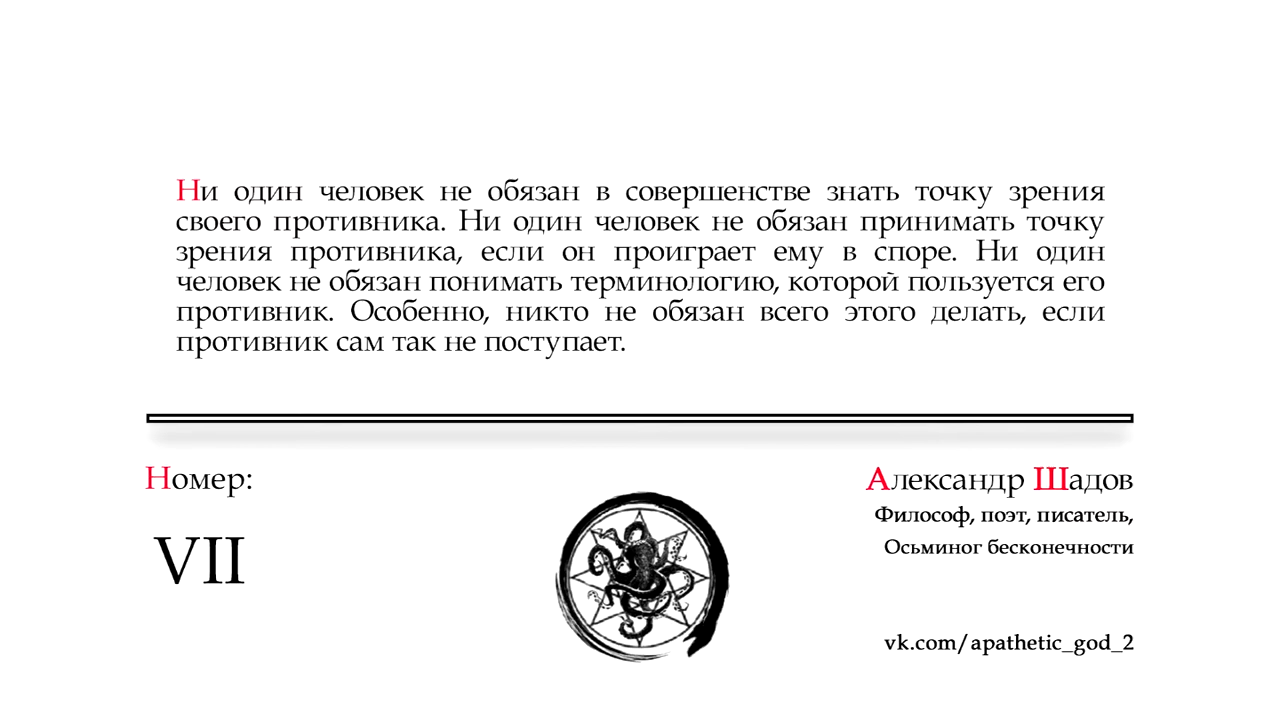 Ни один человек не обязан в совершенстве знать точку зрения
своего противника. Ни один человек не обязан принимать точку
зрения противника, если он проиграет ему в споре. Ни один
человек не обязан понимать терминологию, которой пользуется его
противник. Особенно, никто не обязан всего этого делать, если
противник сам так не поступает.
Номер:
VII
Александр Шадов
Философ, поэт, писатель,
Осьминог бесконечности
vk.com/apathetic_god_2